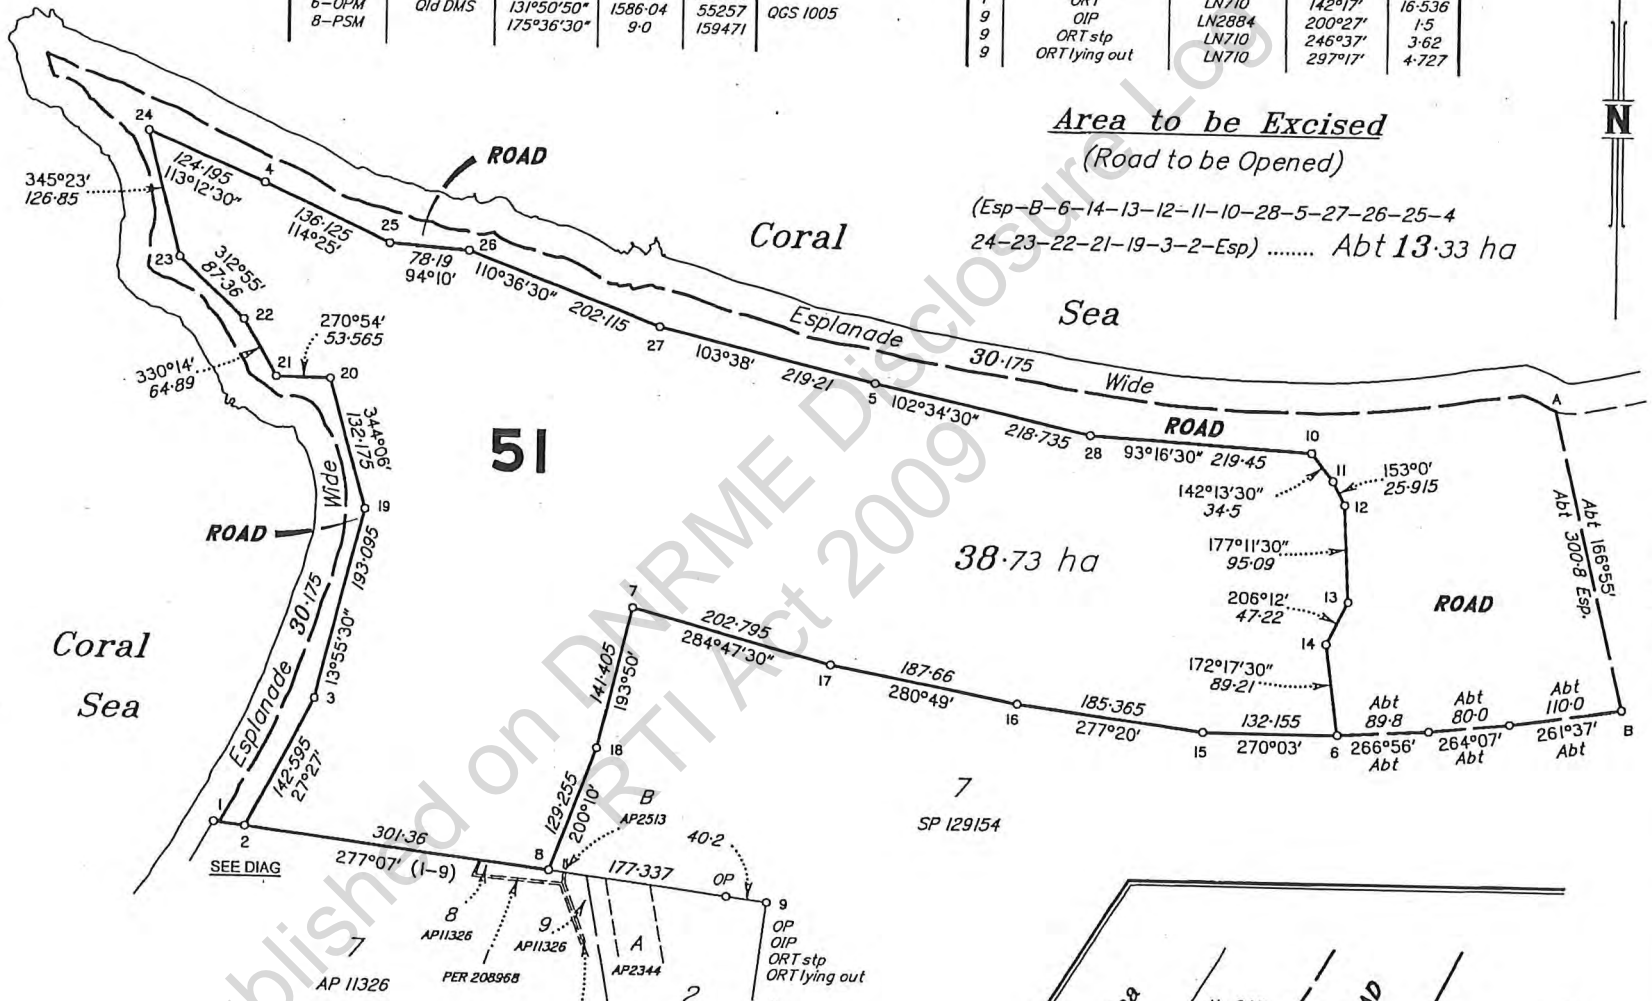 6-OPM Qld DMS 131°50'50" 1586·04 55257 QGS 1005
8-PSM 175°36'30" 9·0 159471
ORT LN710 142°17' 16·536
9 OIP LN2884 200°27' 1·5
9 ORT stp LN710 246°37' 3·62
9 ORT lying out LN710 297°17' 4·727
N
Area to be Excised
(Road to be Opened)
(Esp-B-6-14-13-12-11-10-28-5-27-26-25-4
24-23-22-21-19-3-2-Esp) ........ Abt 13·33 ha
24
124·195
113°12'30"
4
ROAD
345°23'
126·85
136·125
114°25'
25
78·19
94°10'
26
110°36'30"
202·115
Coral
Sea
23
312°55'
87·36
22
270°54'
53·565
330°14'
64·89
21
20
27
103°38'
219·21
Esplanade
30·175
Wide
5
102°34'30"
218·735
28
ROAD
93°16'30" 219·45
10
11
153°0'
25·915
142°13'30"
34·5
12
A
51
344°06'
132·175
Wide
19
ROAD
30·175
193·095
13°55'30"
38·73 ha
177°11'30"
95·09
206°12'
47·22
13
14
172°17'30"
89·21
ROAD
Abt 166°55'
Abt 300·8 Esp.
Coral
Sea
Esplanade
3
142·595
27°27'
1
2
SEE DIAG
7
202·795
284°47'30"
141·405
193°50'
17
187·66
280°49'
16
185·365
277°20'
15
132·155
270°03'
6
Abt
89·8
266°56'
Abt
Abt
80·0
264°07'
Abt
Abt
110·0
261°37'
Abt
B
18
129·255
200°10'
B
AP2513
7
SP 129154
301·36
277°07' (1-9)
8
177·337
40·2
OP
9
OP
OIP
ORT stp
ORT lying out
8
AP11326
9
AP11326
A
AP2344
7
AP 11326
PER 208968
2
Published on DNRME Disclosure Log
RTI Act 2009